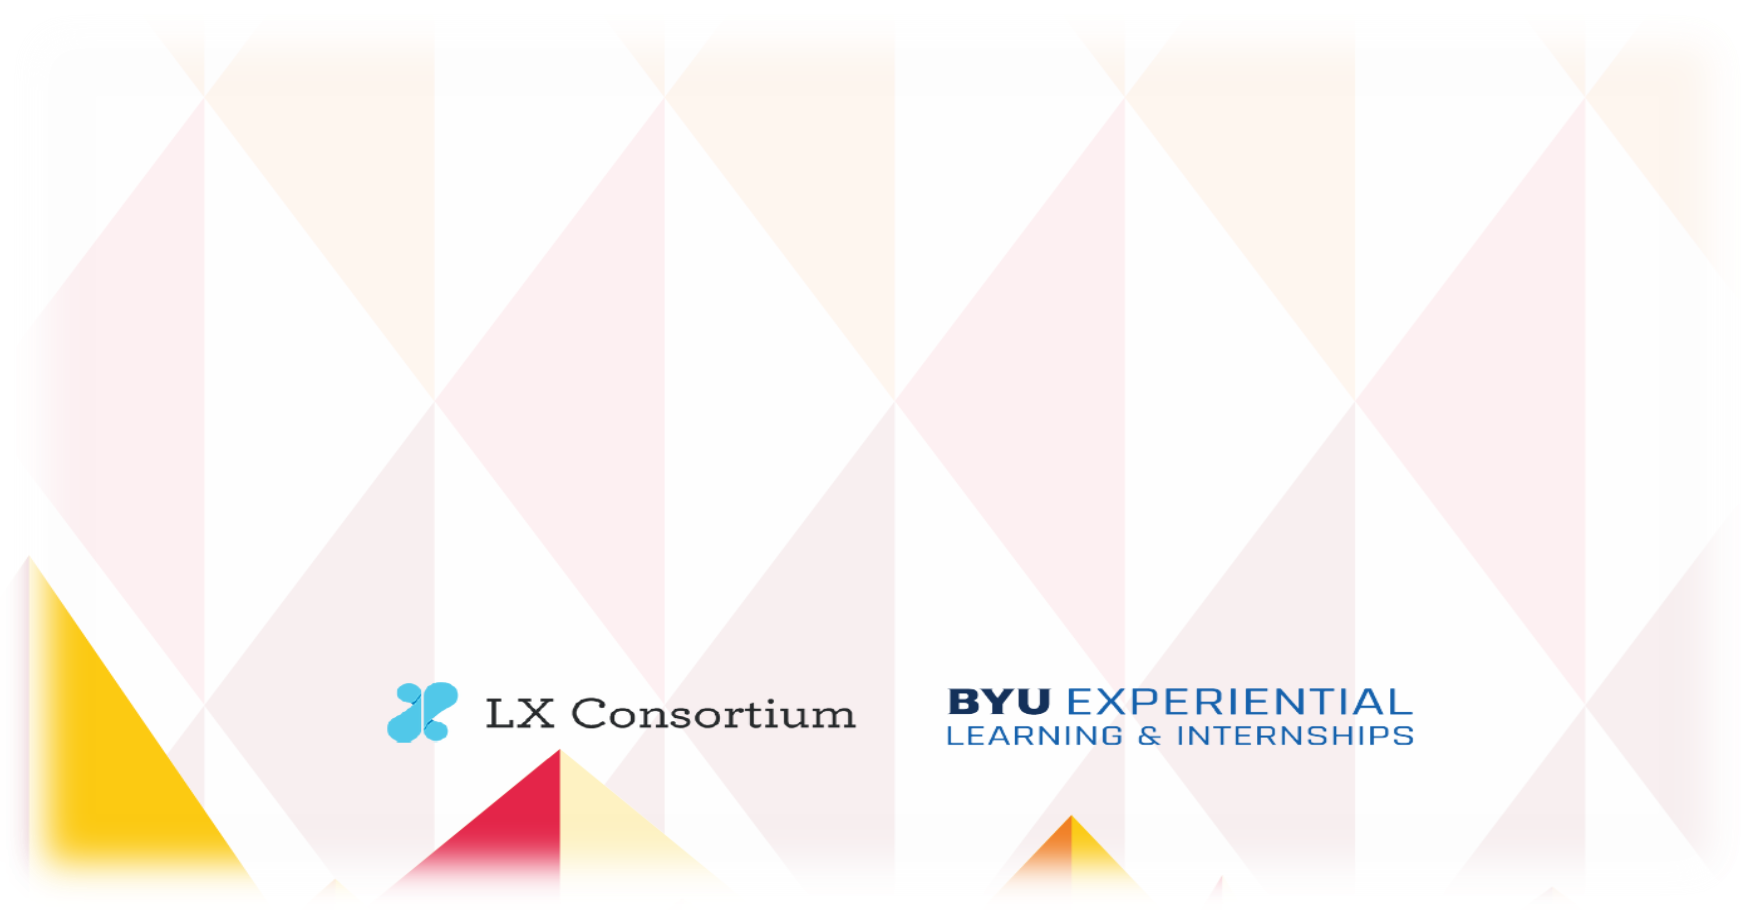 LX Consortium
BYU EXPERIENTIAL
LEARNING & INTERNSHIPS